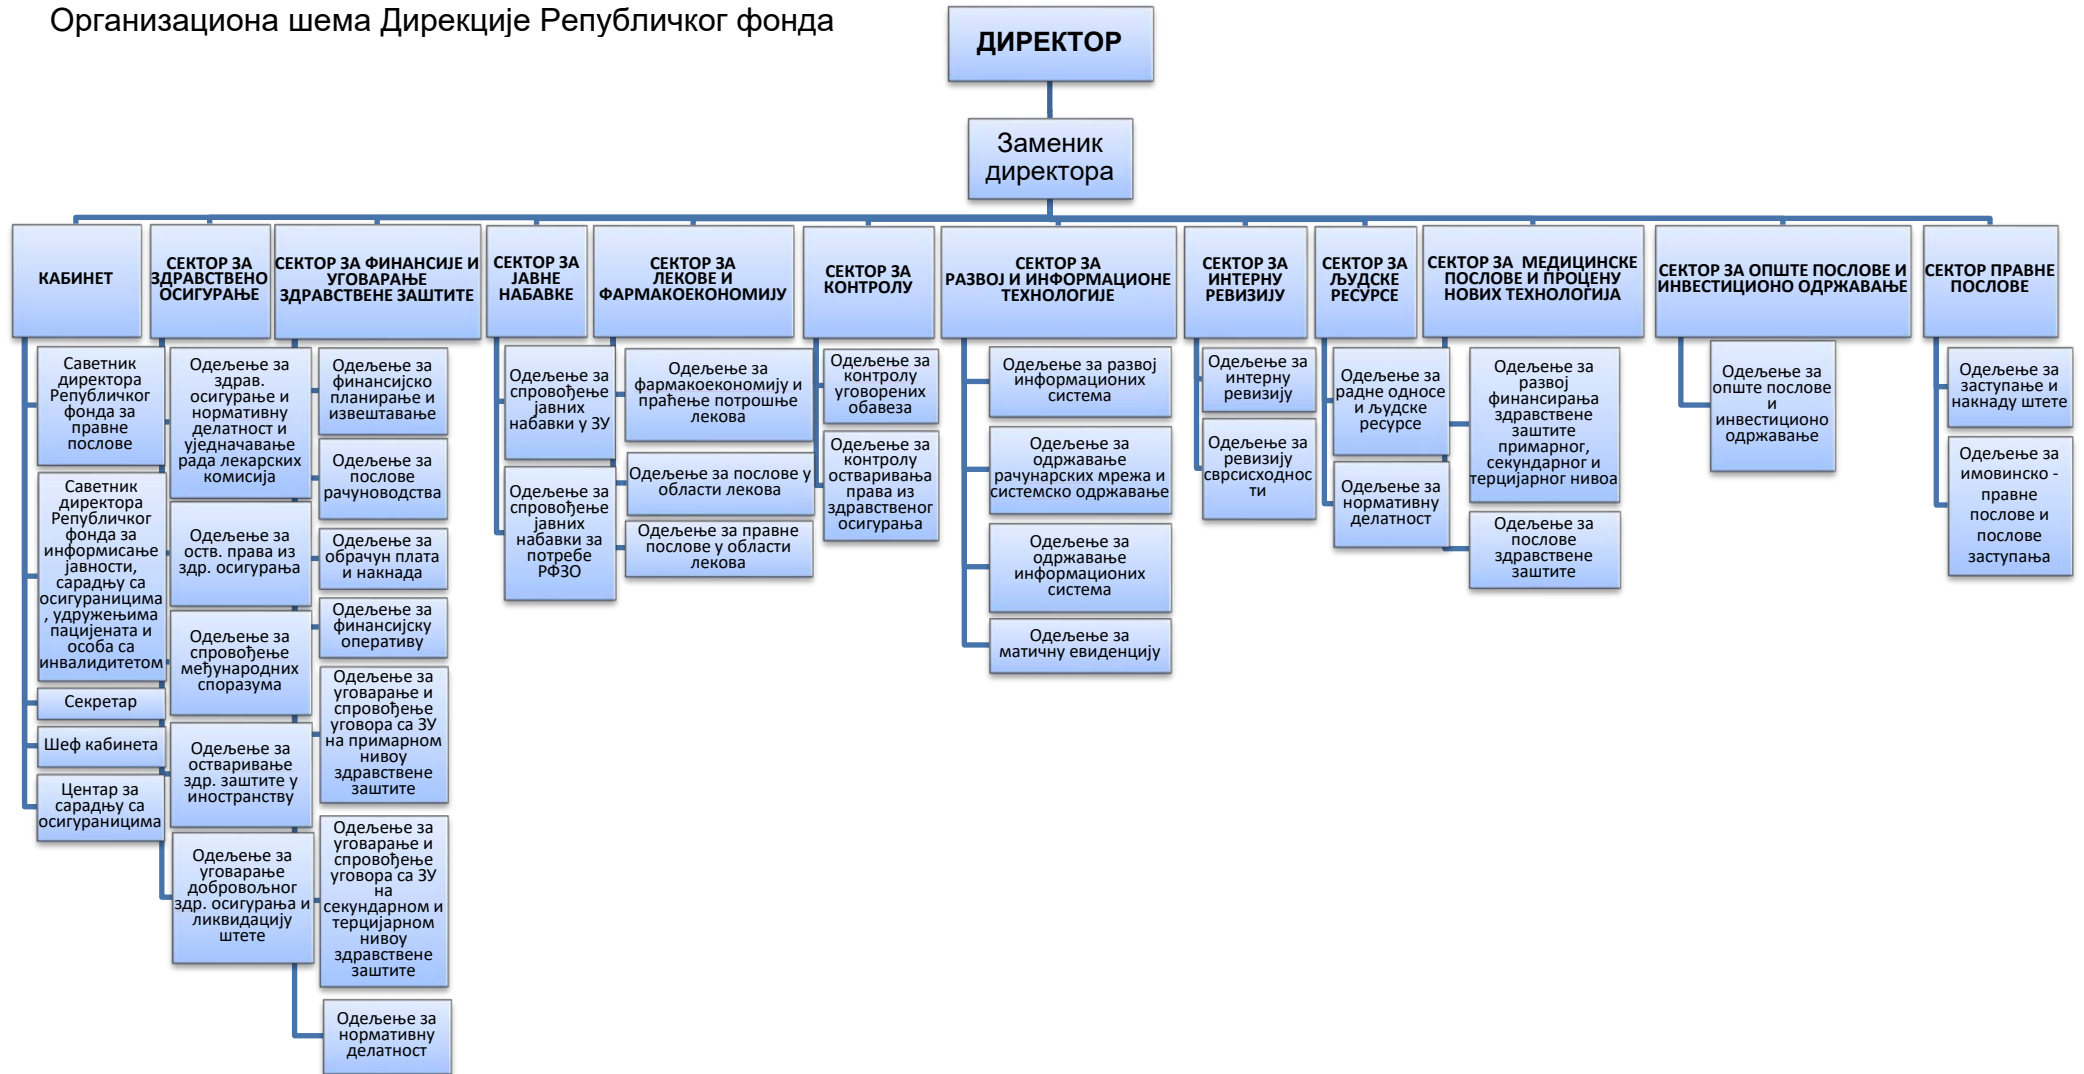 Организациона шема Дирекције Републичког фонда
ДИРЕКТОР
Заменик
директора
КАБИНЕТ
Саветник
директора
Републичког
фонда за
правне
послове
Саветник
директора
Републичког
фонда за
информисање
јавности,
сарадњу са
осигураницима
, удружењима
пацијената и
особа са
инвалидитетом
Секретар
Шеф кабинета
Центар за
сарадњу са
осигураницима
СЕКТОР ЗА
ЗДРАВСТВЕНО
ОСИГУРАЊЕ
Одељење за
здрав.
осигурање и
нормативну
делатност и
уједначавање
рада лекарских
комисија
Одељење за
оств. права из
здр. осигурања
Одељење за
спровођење
међународних
споразума
Одељење за
остваривање
здр. заштите у
иностранству
Одељење за
уговарање
добровољног
здр. осигурања и
ликвидацију
штете
СЕКТОР ЗА ФИНАНСИЈЕ И
УГОВАРАЊЕ
ЗДРАВСТВЕНЕ ЗАШТИТЕ
Одељење за
финансијско
планирање и
извештавање
Одељење за
послове
рачуноводства
Одељење за
обрачун плата
и накнада
Одељење за
финансијску
оперативу
Одељење за
уговарање и
спровођење
уговора са ЗУ
на примарном
нивоу
здравствене
заштите
Одељење за
уговарање и
спровођење
уговора са ЗУ
на
секундарном и
терцијарном
нивоу
здравствене
заштите
Одељење за
нормативну
делатност
СЕКТОР ЗА
ЈАВНЕ
НАБАВКЕ
Одељење за
спровођење
јавних
набавки у ЗУ
Одељење за
спровођење
јавних
набавки за
потребе
РФЗО
СЕКТОР ЗА
ЛЕКОВЕ И
ФАРМАКОЕКОНОМИЈУ
Одељење за
фармакоекономију и
праћење потрошње
лекова
Одељење за послове у
области лекова
Одељење за правне
послове у области
лекова
СЕКТОР ЗА
КОНТРОЛУ
Одељење за
контролу
уговорених
обавеза
Одељење за
контролу
остваривања
права из
здравственог
осигурања
СЕКТОР ЗА
РАЗВОЈ И ИНФОРМАЦИОНЕ
ТЕХНОЛОГИЈЕ
Одељење за развој
информационих
система
Одељење за
одржавање
рачунарских мрежа и
системско одржавање
Одељење за
одржавање
информационих
система
Одељење за
матичну евиденцију
СЕКТОР ЗА
ИНТЕРНУ
РЕВИЗИЈУ
Одељење за
интерну
ревизију
Одељење за
ревизију
сврсисходнос
ти
СЕКТОР ЗА
ЉУДСКЕ
РЕСУРСЕ
Одељење за
радне односе
и људске
ресурсе
Одељење за
нормативну
делатност
СЕКТОР ЗА  МЕДИЦИНСКЕ
ПОСЛОВЕ И ПРОЦЕНУ
НОВИХ ТЕХНОЛОГИЈА
Одељење за
развој
финансирања
здравствене
заштите
примарног,
секундарног и
терцијарног нивоа
Одељење за
послове
здравствене
заштите
СЕКТОР ЗА ОПШТЕ ПОСЛОВЕ И
ИНВЕСТИЦИОНО ОДРЖАВАЊЕ
Одељење за
опште послове
и
инвестиционо
одржавање
СЕКТОР ПРАВНЕ
ПОСЛОВЕ
Одељење за
заступање и
накнаду штете
Одељење за
имовинско -
правне
послове и
послове
заступања